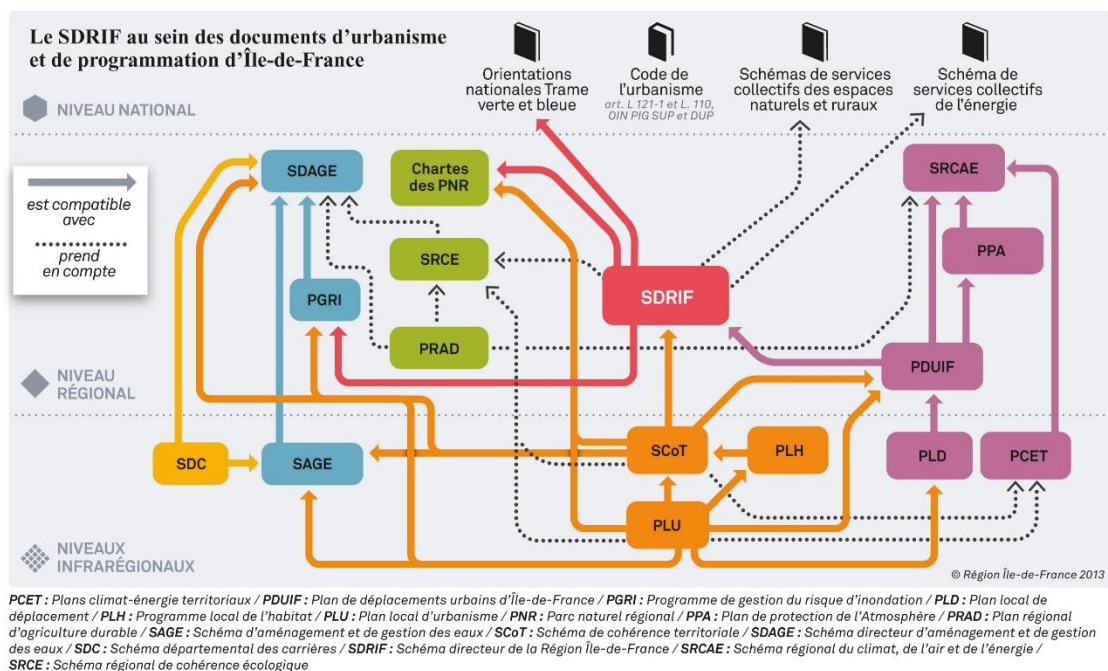 Le SDRIF au sein des documents d'urbanisme
et de programmation d'Île-de-France
Orientations
nationales Trame
verte et bleue
Code de
l'urbanisme
art. L 121-1 et L. 110,
OIN PIG SUP et DUP
Schémas de services
collectifs des espaces
naturels et ruraux
Schéma de
services collectifs
de l'énergie
NIVEAU NATIONAL
est compatible
avec
prend
en compte
SDAGE
Chartes
des PNR
SRCAE
SRCE
PPA
PGRI
SDRIF
PRAD
PDUIF
NIVEAU
RÉGIONAL
SDC
SAGE
SCoT
PLH
PLD
PCET
PLU
NIVEAUX
INFRARÉGIONAUX
© Région Île-de-France 2013
PCET : Plans climat-énergie territoriaux / PDUIF : Plan de déplacements urbains d'Île-de-France / PGRI : Programme de gestion du risque d'inondation / PLD : Plan local de
déplacement / PLH : Programme local de l'habitat / PLU : Plan local d'urbanisme / PNR : Parc naturel régional / PPA : Plan de protection de l'Atmosphère / PRAD : Plan régional
d'agriculture durable / SAGE : Schéma d'aménagement et de gestion des eaux / SCoT : Schéma de cohérence territoriale / SDAGE : Schéma directeur d'aménagement et de gestion
des eaux / SDC : Schéma départemental des carrières / SDRIF : Schéma directeur de la Région Île-de-France / SRCAE : Schéma régional du climat, de l'air et de l'énergie /
SRCE : Schéma régional de cohérence écologique